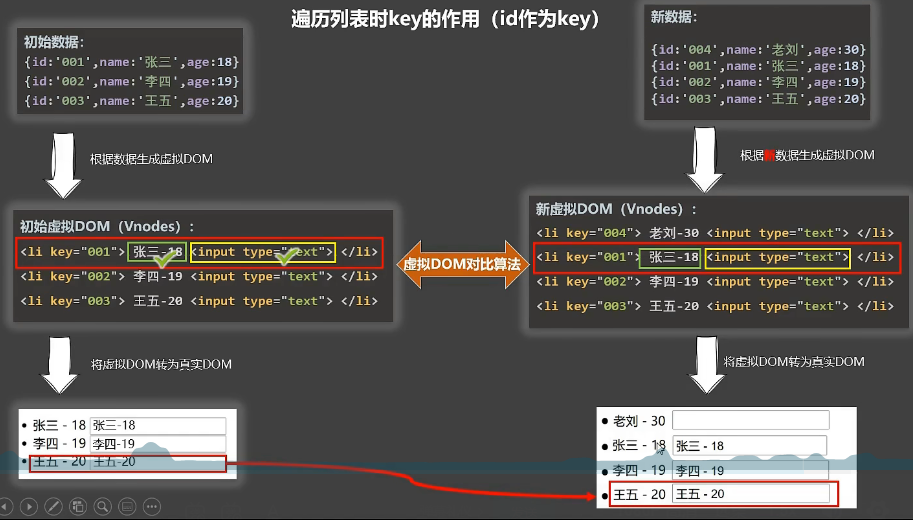 遍历列表时key的作用（id作为key）
初始数据：
{id:'001',name:'张三',age:18}
{id:'002',name:'李四',age:19}
{id:'003',name:'王五',age:20}
新数据：
{id:'004',name:'老刘',age:30}
{id:'001',name:'张三',age:18}
{id:'002',name:'李四',age:19}
{id:'003',name:'王五',age:20}
根据数据生成虚拟DOM
根据 数据生成虚拟DOM
初始虚拟DOM（Vnodes）：
<li key="001"> 张三-18 <input type="text"> </li>
<li key="002"> 李四-19 <input type="text"> </li>
<li key="003"> 王五-20 <input type="text"> </li>
虚拟DOM对比算法
新虚拟DOM（Vnodes）：
<li key="004"> 老刘-30 <input type="text"> </li>
<li key="001"> 张三-18 <input type="text"> </li>
<li key="002"> 李四-19 <input type="text"> </li>
<li key="003"> 王五-20 <input type="text"> </li>
将虚拟DOM转为真实DOM
将虚拟DOM转为真实DOM
张三 - 18 张三-18
李四 - 19 李四-19
王五 - 20 王五-20
老刘 - 30
张三 - 18 张三 - 18
李四 - 19 李四 - 19
王五 - 20 王五 - 20